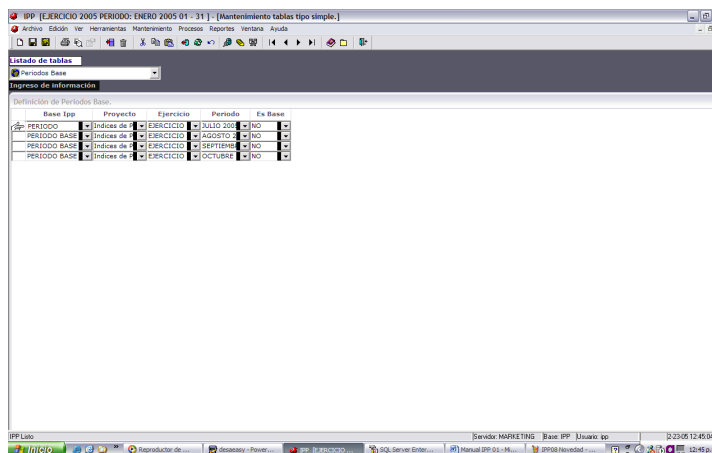 IPP [EJERCICIO 2005 PERIODO: ENERO 2005 01 - 31 ] - [Mantenimiento tablas tipo simple.]
Archivo Edición Ver Herramientas Mantenimiento Procesos Reportes Ventana Ayuda
Listado de tablas
Periodos Base
Ingreso de información
Definición de Periodos Base.
Base Ipp Proyecto Ejercicio Periodo Es Base
PERIODO Indices de P EJERCICIO JULIO 200 NO
PERIODO BASE Indices de P EJERCICIO AGOSTO 2 NO
PERIODO BASE Indices de P EJERCICIO SEPTIEMB NO
PERIODO BASE Indices de P EJERCICIO OCTUBRE NO
IPP Listo Servidor: MARKETING Base: IPP Usuario: ipp 2-23-05 12:45:04
Inicio » Reproductor de ... desaeasy - Power... IPP [EJERCICIO ... SQL Server Enter... Manual IPP 01 - Mi... IPP08 Novedad - ... 12:45 p.